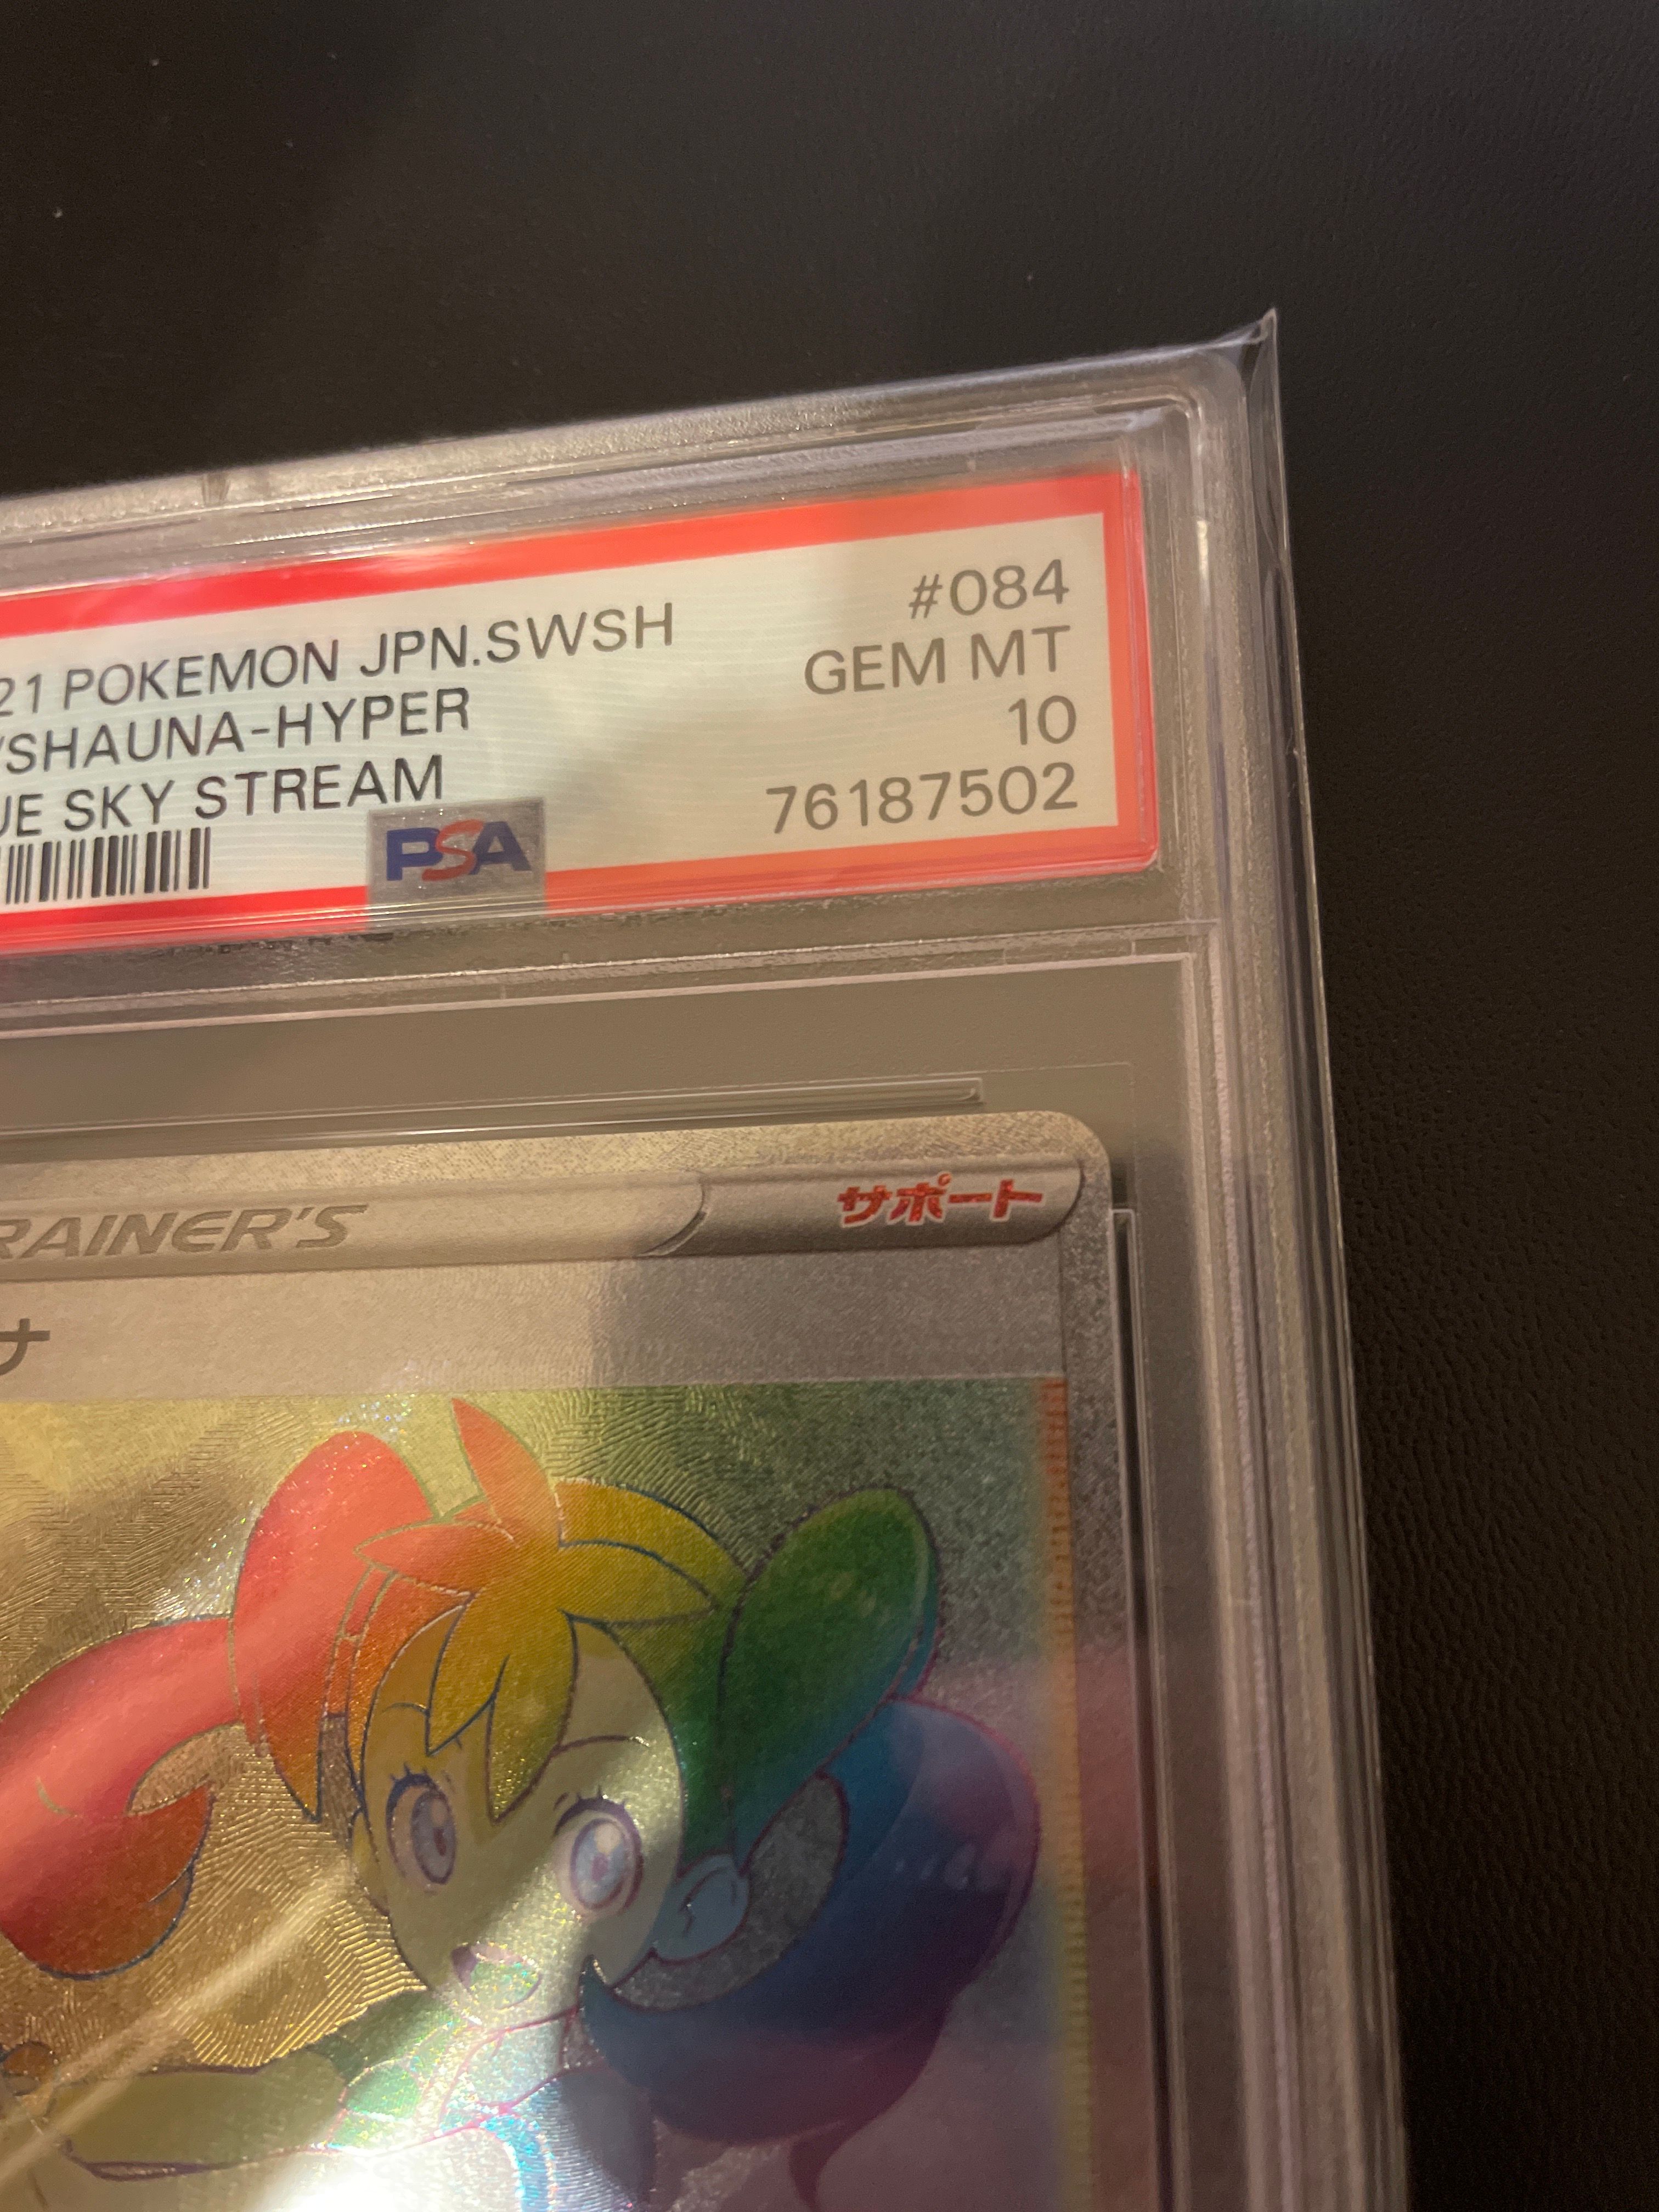 21 POKEMON JPN.SWSH #084
/SHAUNA-HYPER GEM MT
UE SKY STREAM 10
PSA 76187502
RAINER'S サポート
ナ